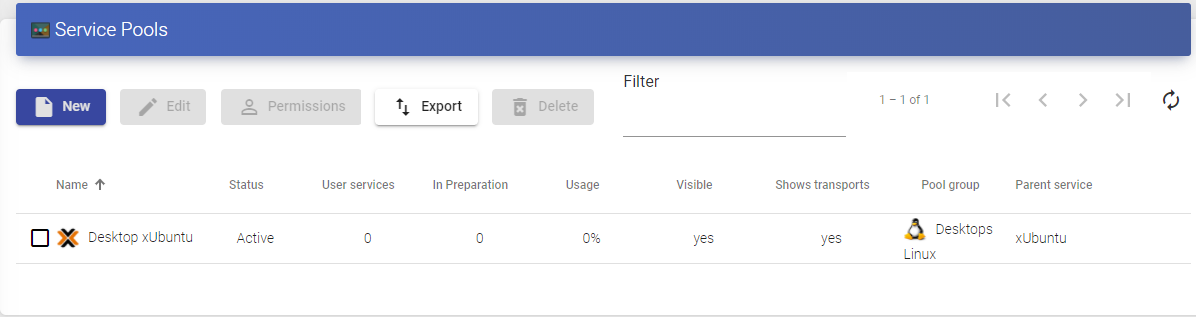 Service Pools
New Edit Permissions Export Delete Filter 1 – 1 of 1
Name Status User services In Preparation Usage Visible Shows transports Pool group Parent service
Desktop xUbuntu Active 0 0 0% yes yes Desktops Linux xUbuntu